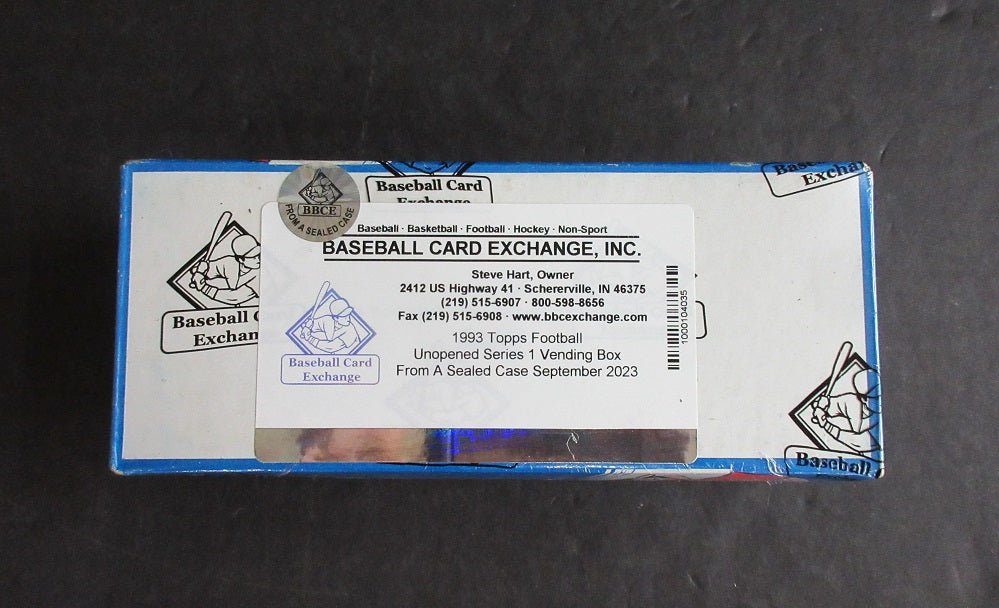 Baseball Card
Exchange
Baseball
Excha
BBCE
FROM A SEALED CASE
Baseball · Basketball · Football · Hockey · Non-Sport
BASEBALL CARD EXCHANGE, INC.
Steve Hart, Owner
2412 US Highway 41 · Schererville, IN 46375
(219) 515-6907 · 800-598-8656
Fax (219) 515-6908 · www.bbcexchange.com
1993 Topps Football
Unopened Series 1 Vending Box
From A Sealed Case September 2023
1000104035
Baseball C
Exchan
Baseball Card
Exchange
Baseball